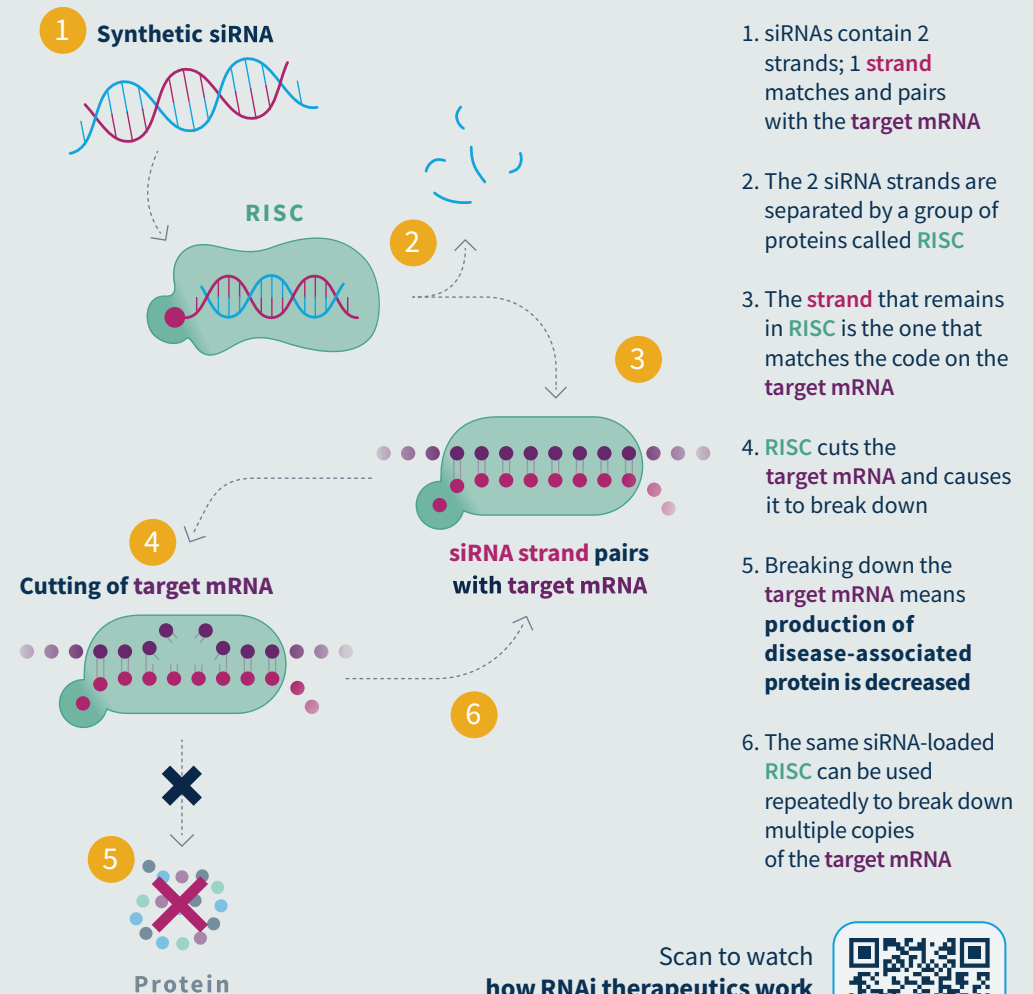 1
Synthetic siRNA
RISC
2
3
siRNA strand pairs
with target mRNA
4
Cutting of target mRNA
6
5
Protein
1. siRNAs contain 2
strands; 1 strand
matches and pairs
with the target mRNA
2. The 2 siRNA strands are
separated by a group of
proteins called RISC
3. The strand that remains
in RISC is the one that
matches the code on the
target mRNA
4. RISC cuts the
target mRNA and causes
it to break down
5. Breaking down the
target mRNA means
production of
disease-associated
protein is decreased
6. The same siRNA-loaded
RISC can be used
repeatedly to break down
multiple copies
of the target mRNA
Scan to watch
how RNAi therapeutics work